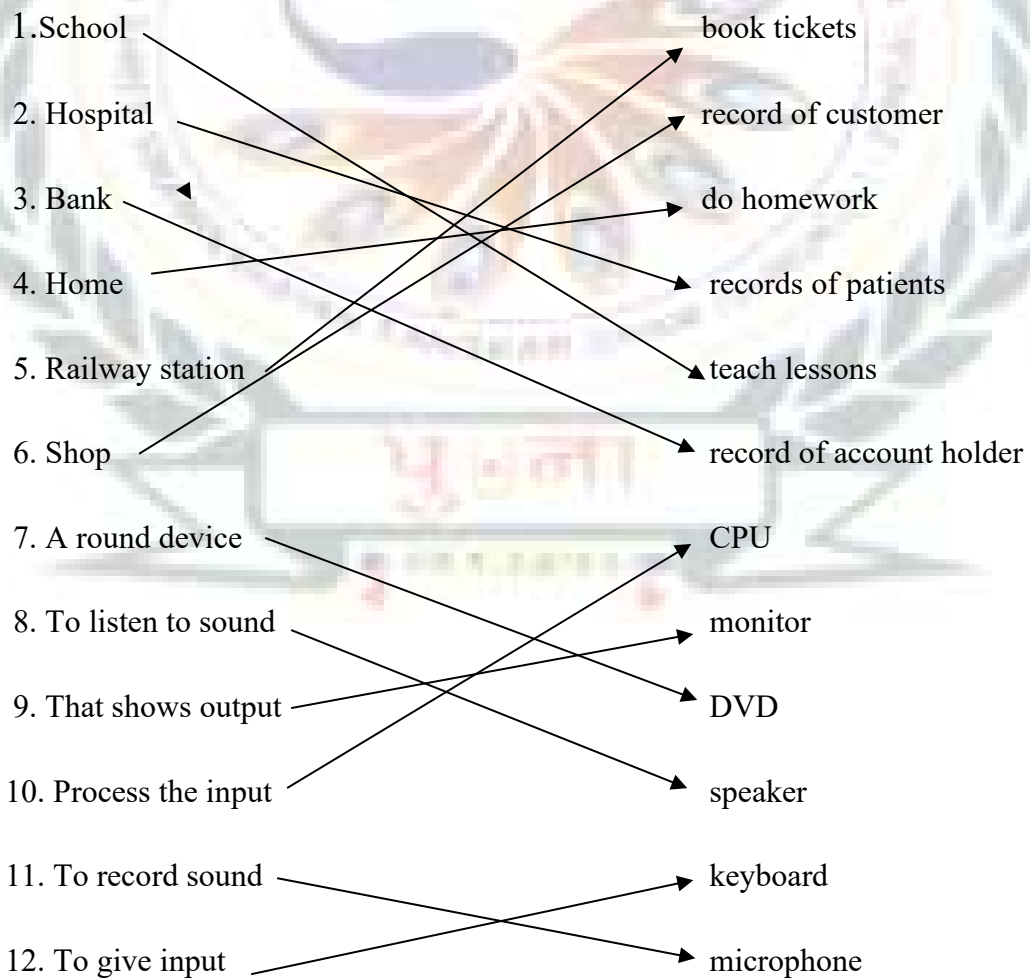 1.School book tickets
2. Hospital record of customer
3. Bank do homework
4. Home records of patients
5. Railway station teach lessons
6. Shop record of account holder
7. A round device CPU
8. To listen to sound monitor
9. That shows output DVD
10. Process the input speaker
11. To record sound keyboard
12. To give input microphone